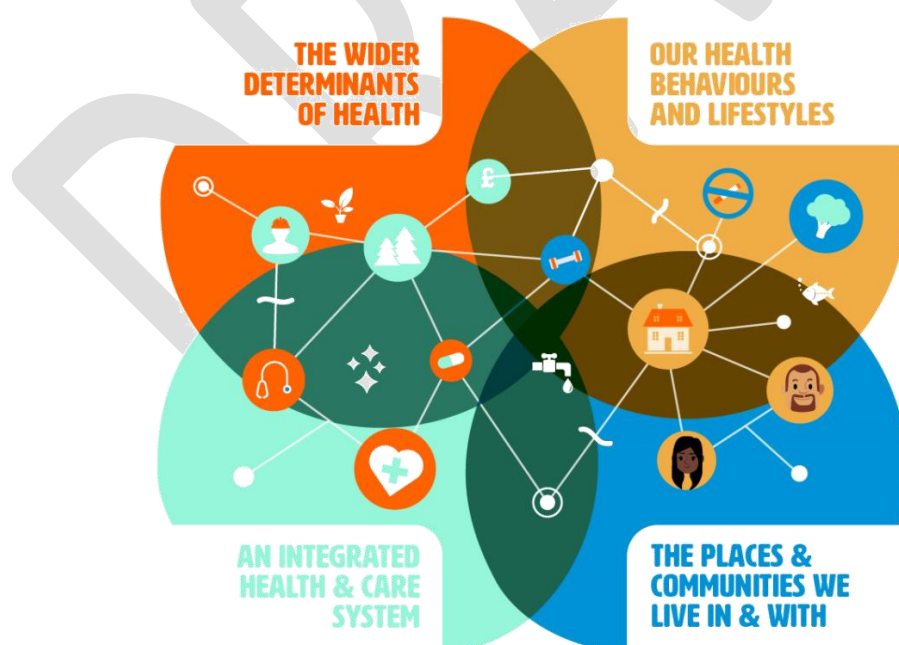 THE WIDER
DETERMINANTS
OF HEALTH
OUR HEALTH
BEHAVIOURS
AND LIFESTYLES
£
AN INTEGRATED
HEALTH & CARE
SYSTEM
THE PLACES &
COMMUNITIES WE
LIVE IN & WITH